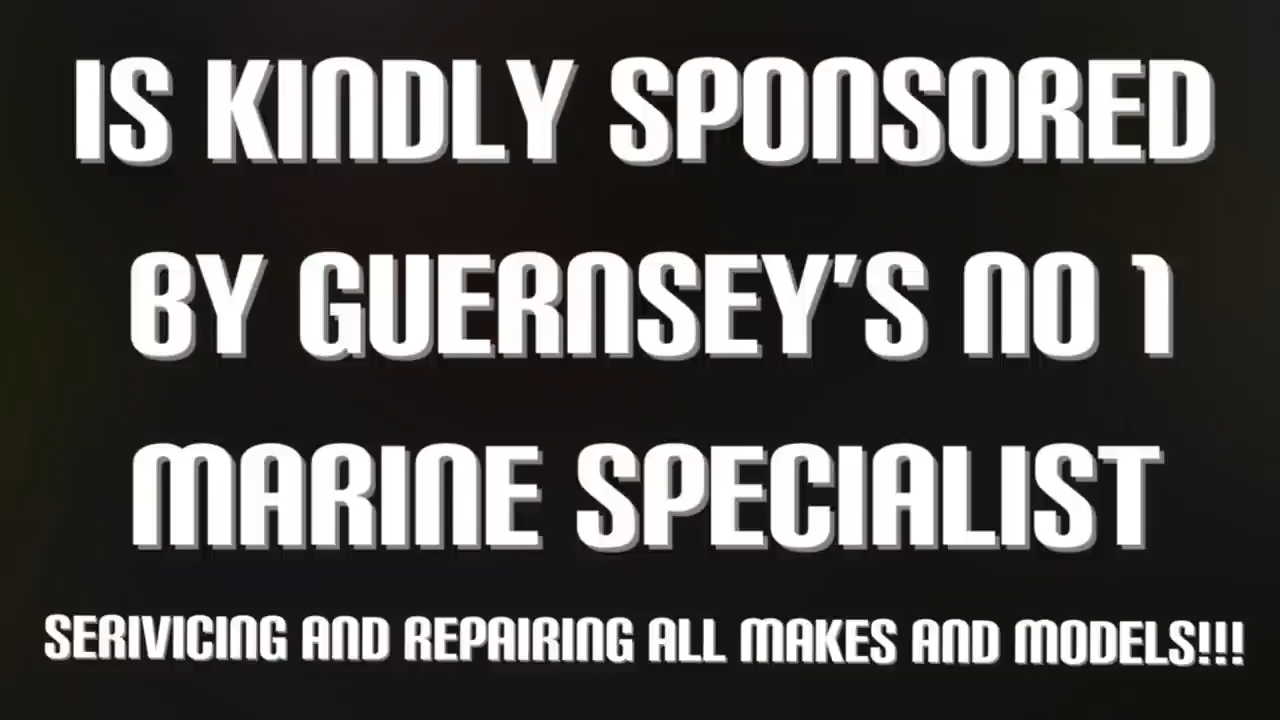 IS KINDLY SPONSORED
BY GUERNSEY'S NO 1
MARINE SPECIALIST
SERIVICING AND REPAIRING ALL MAKES AND MODELS!!!